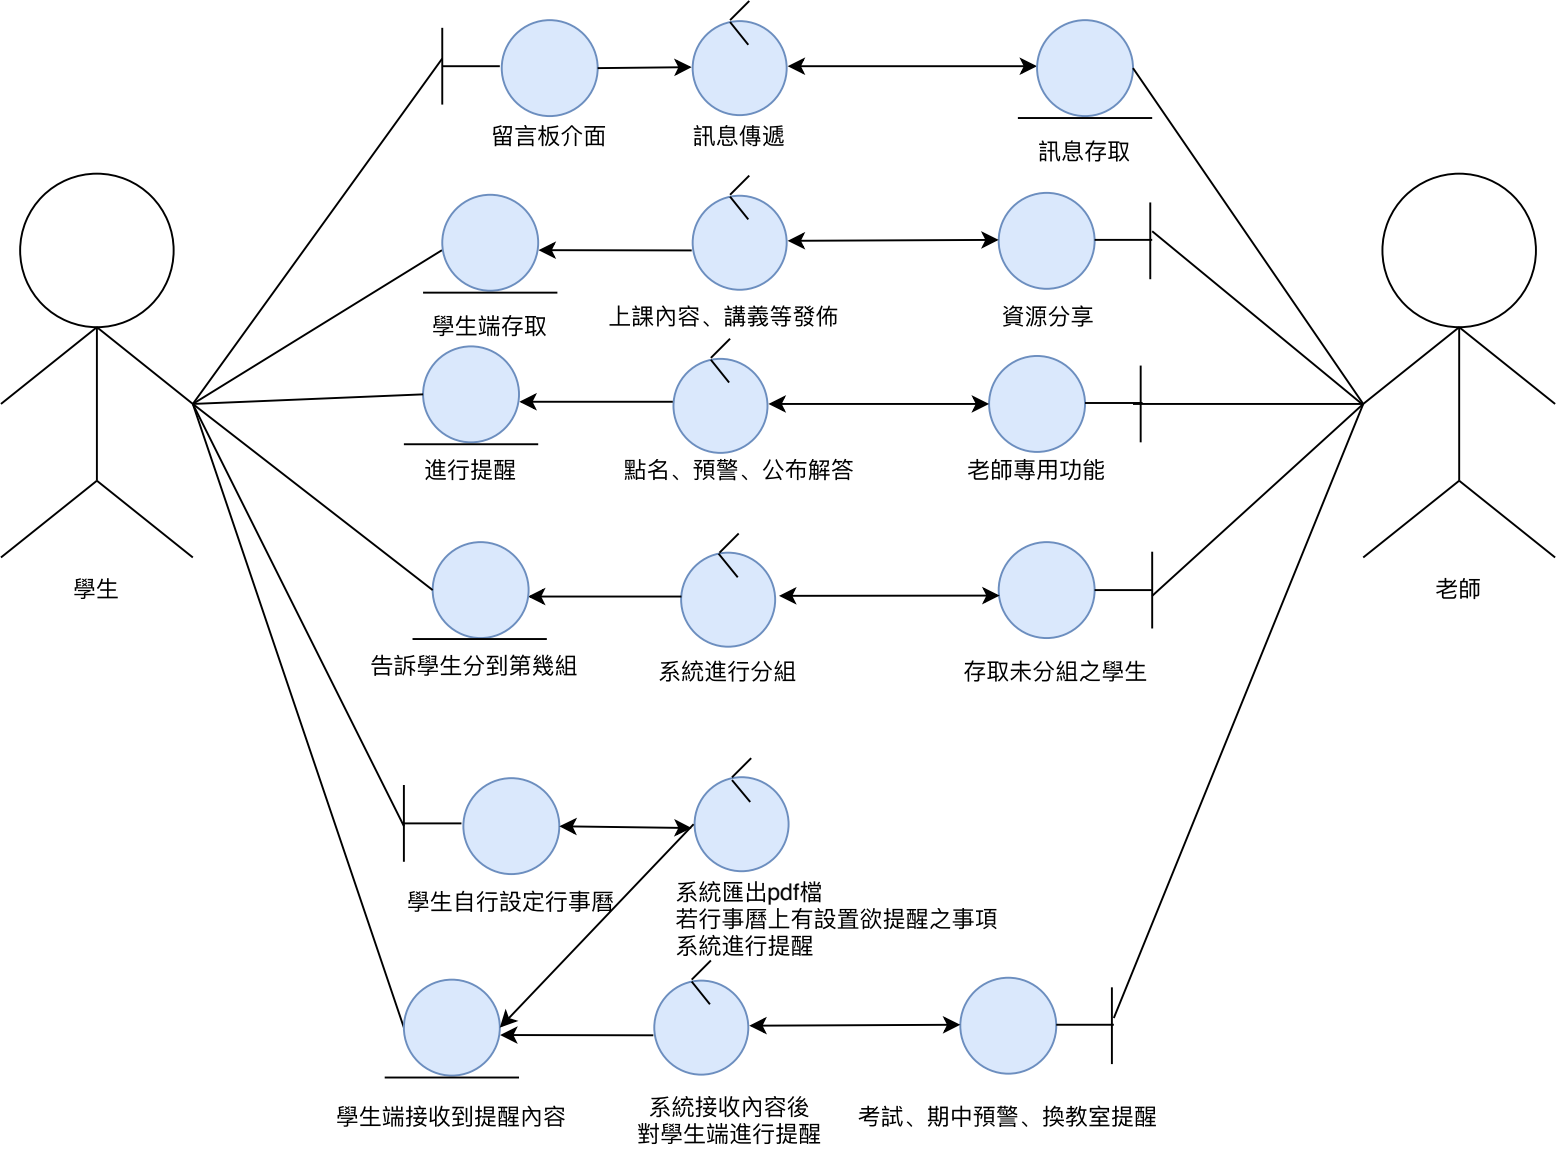 留言板介面
訊息傳遞
訊息存取
學生端存取
上課內容、講義等發佈
資源分享
進行提醒
點名、預警、公布解答
老師專用功能
學生
老師
告訴學生分到第幾組
系統進行分組
存取未分組之學生
學生自行設定行事曆
系統匯出pdf檔
若行事曆上有設置欲提醒之事項
系統進行提醒
學生端接收到提醒內容
系統接收內容後
對學生端進行提醒
考試、期中預警、換教室提醒